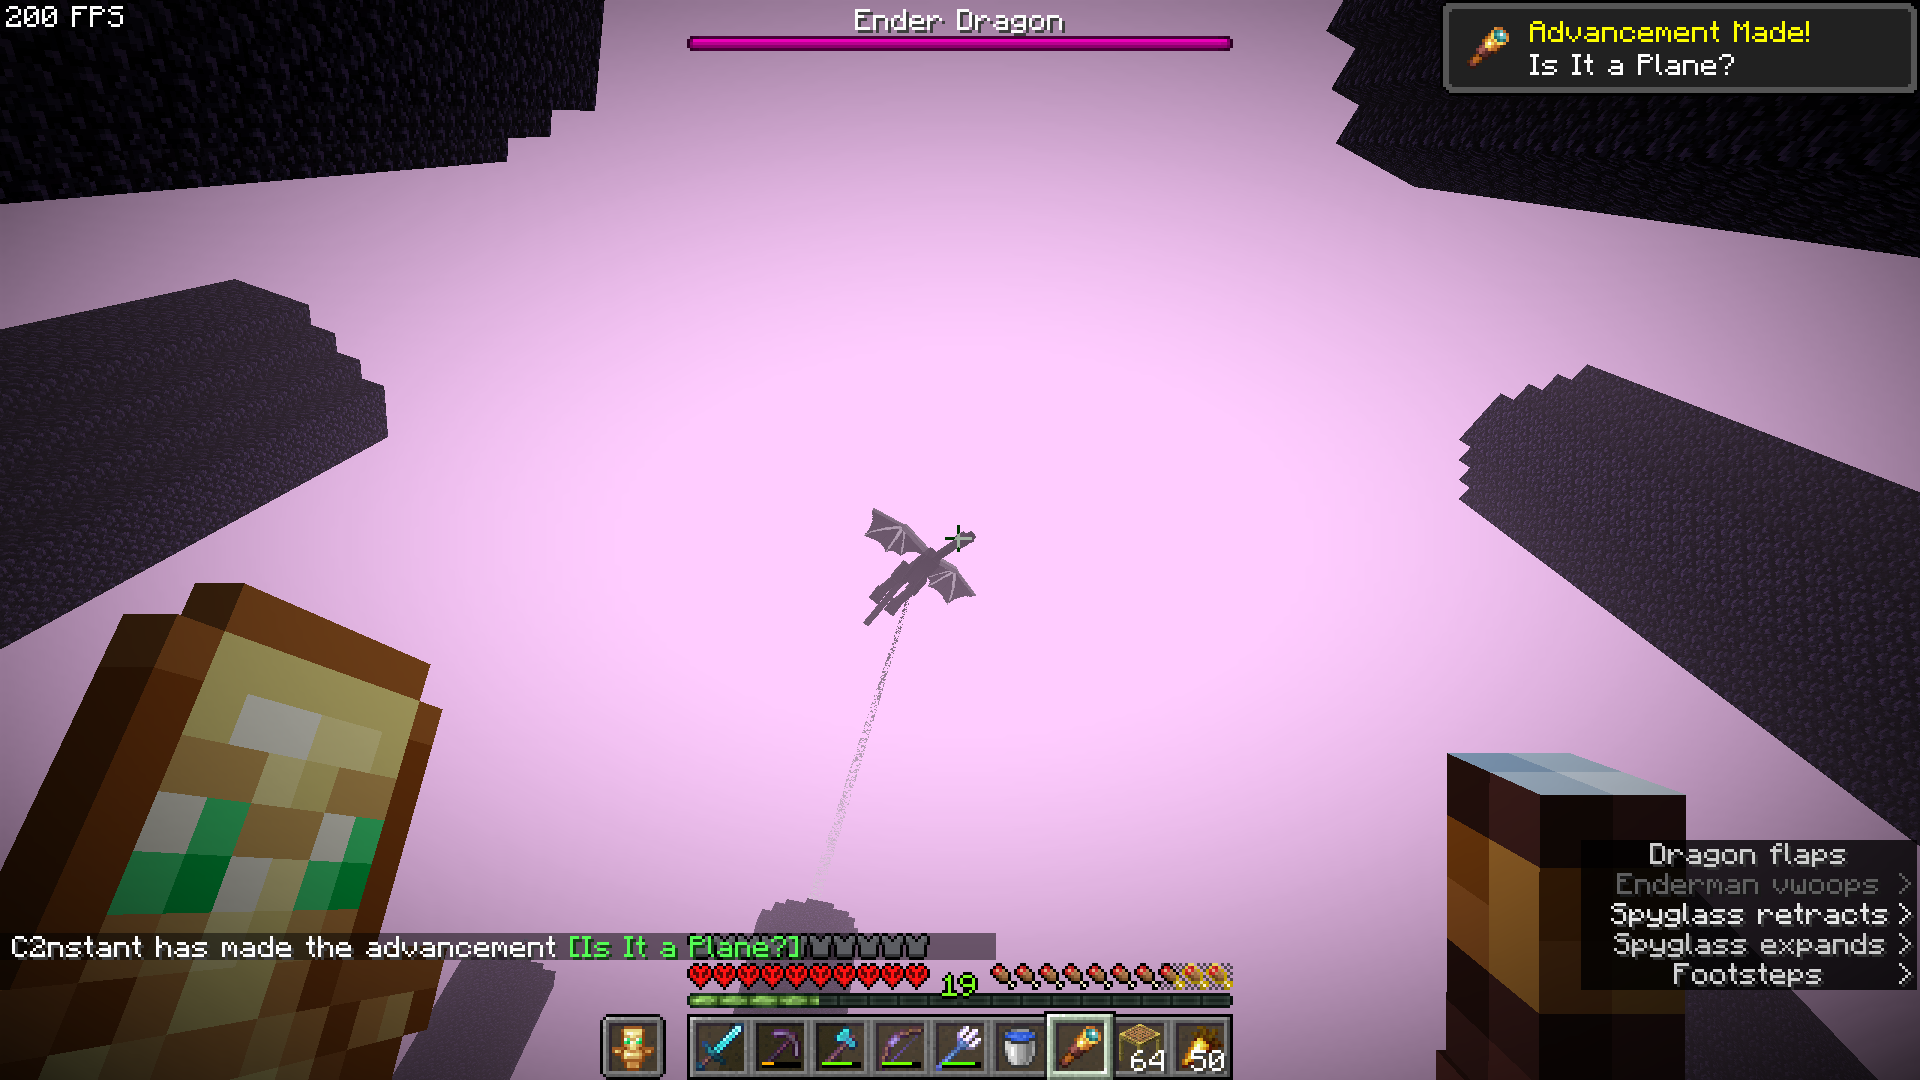 200 FPS
Ender Dragon
Advancement Made!
Is It a Plane?
Dragon flaps
Enderman vwoops >
Spyglass retracts >
Spyglass expands >
Footsteps >
C2nstant has made the advancement [Is It a Plane?]
19
64
50